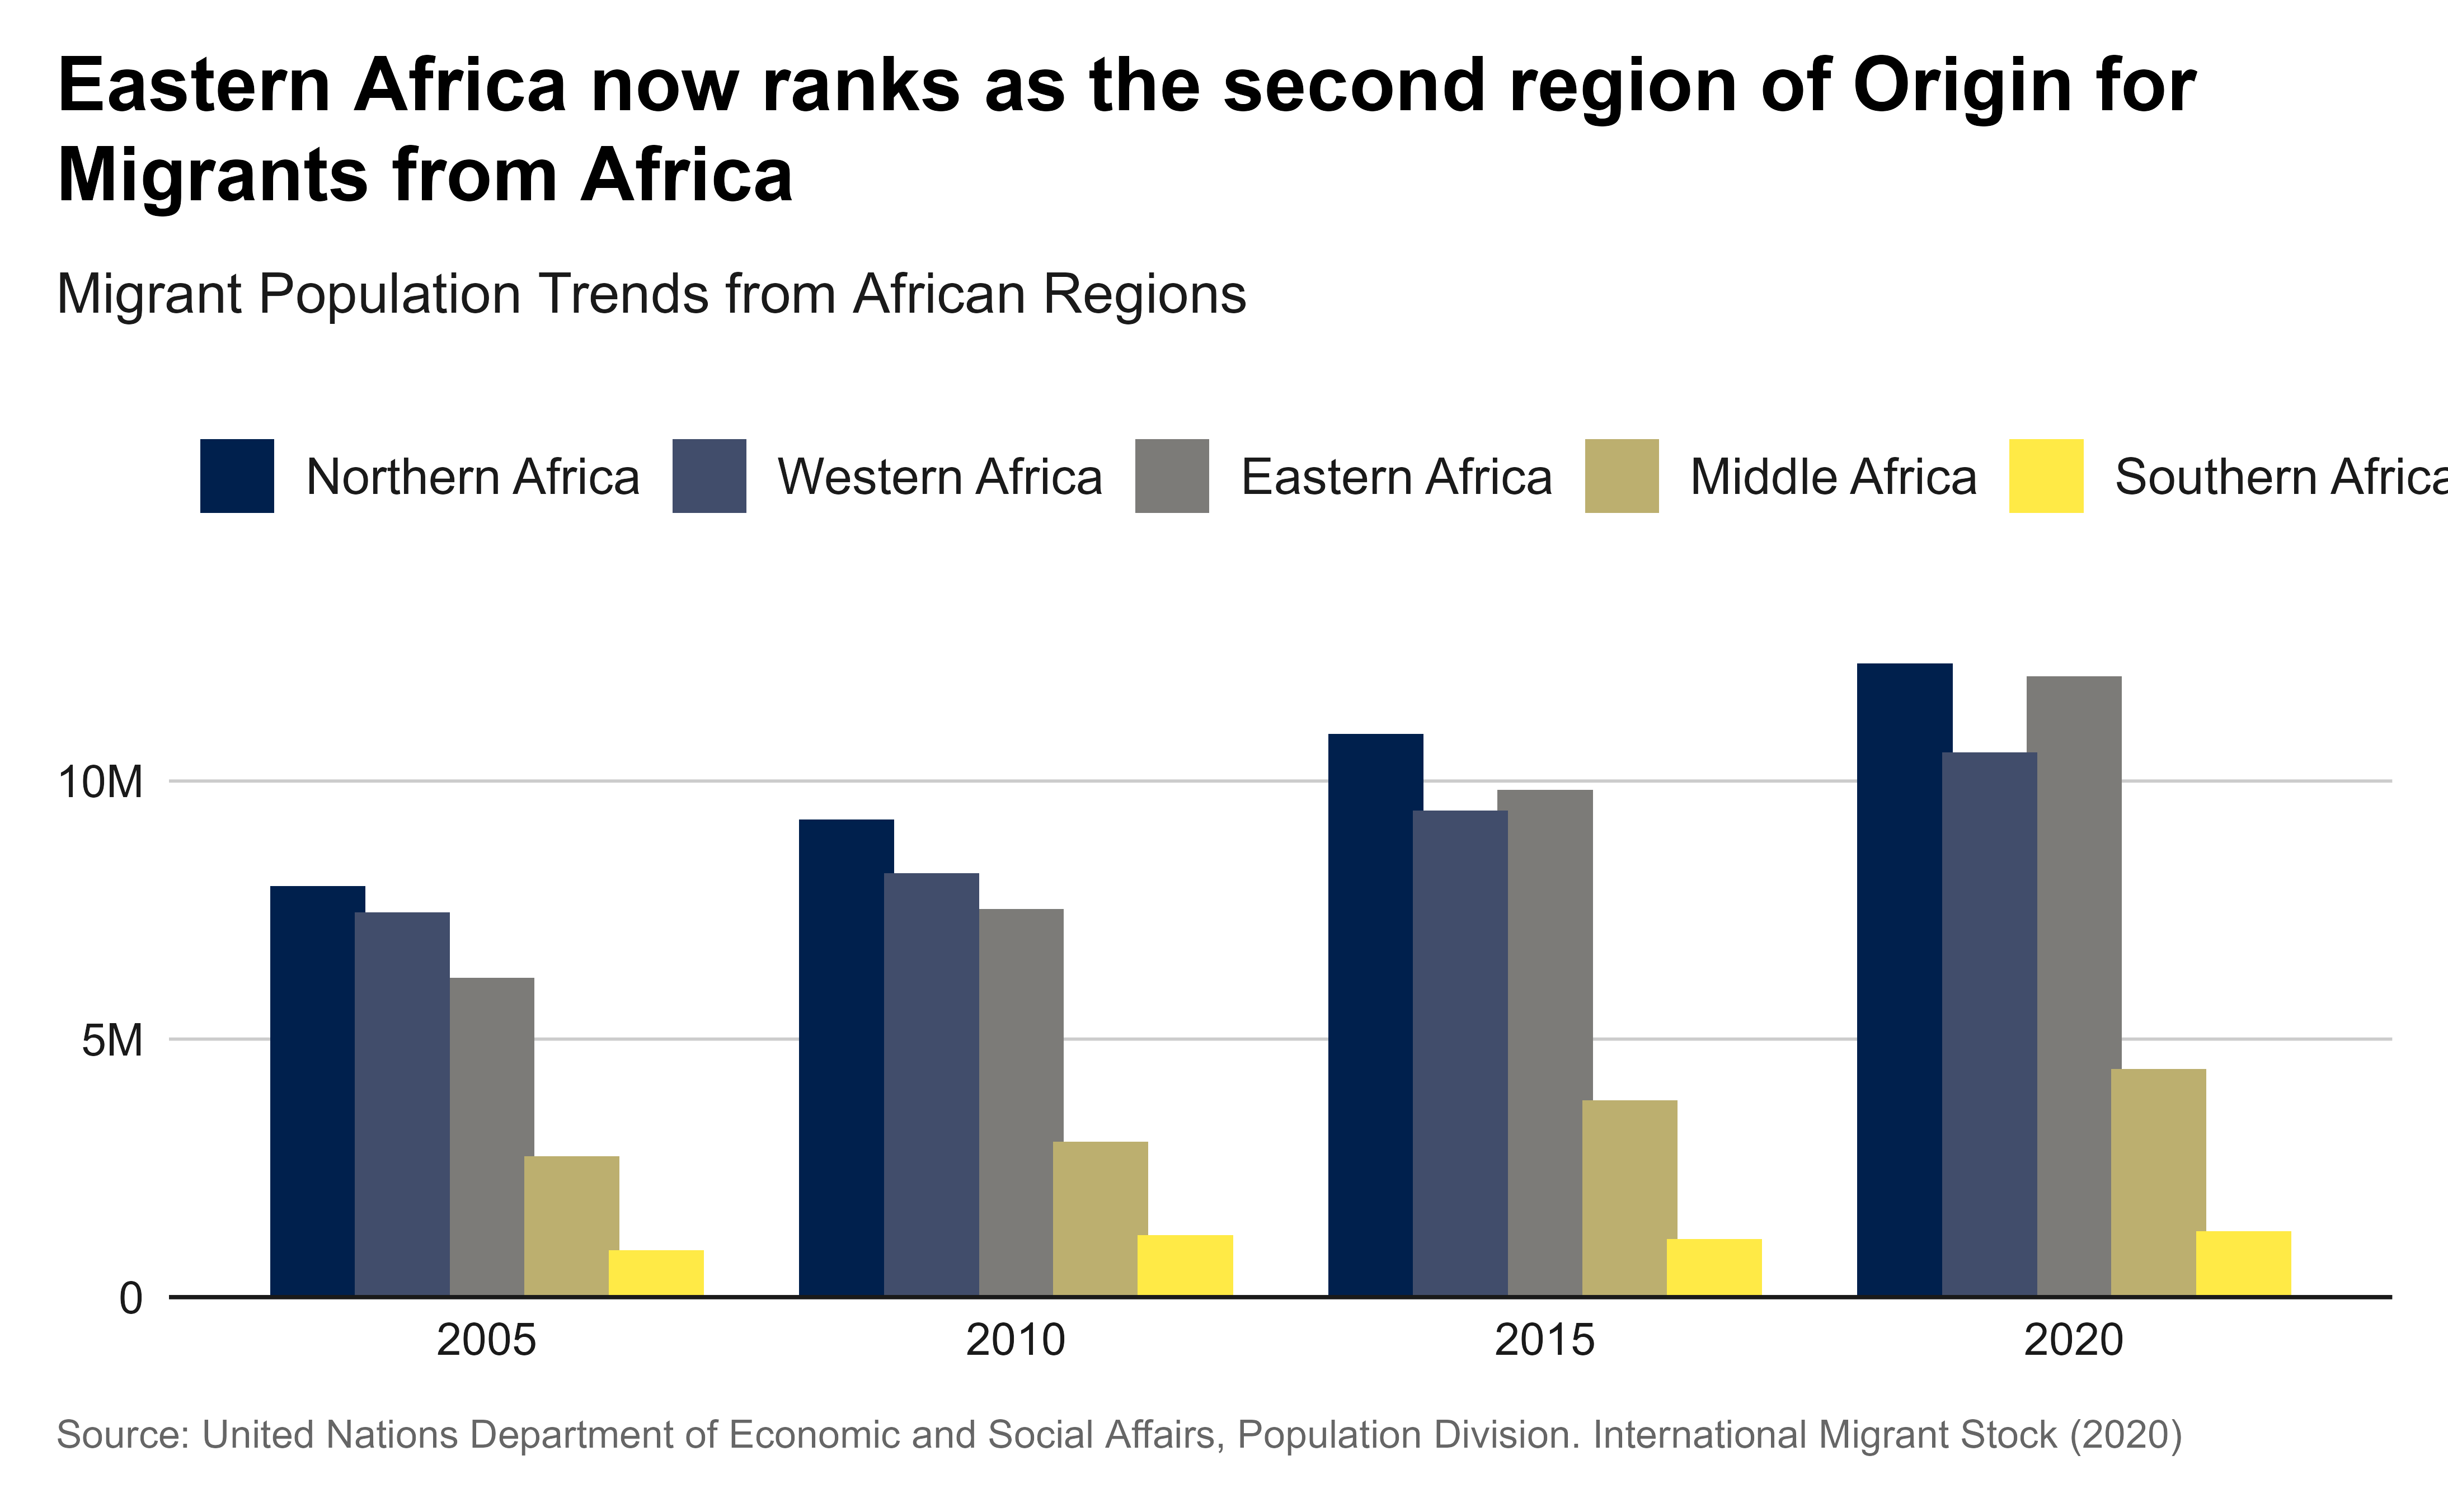 Eastern Africa now ranks as the second region of Origin for
Migrants from Africa
Migrant Population Trends from African Regions
Northern Africa Western Africa Eastern Africa Middle Africa Southern Africa
10M
5M
0
2005 2010 2015 2020
Source: United Nations Department of Economic and Social Affairs, Population Division. International Migrant Stock (2020)